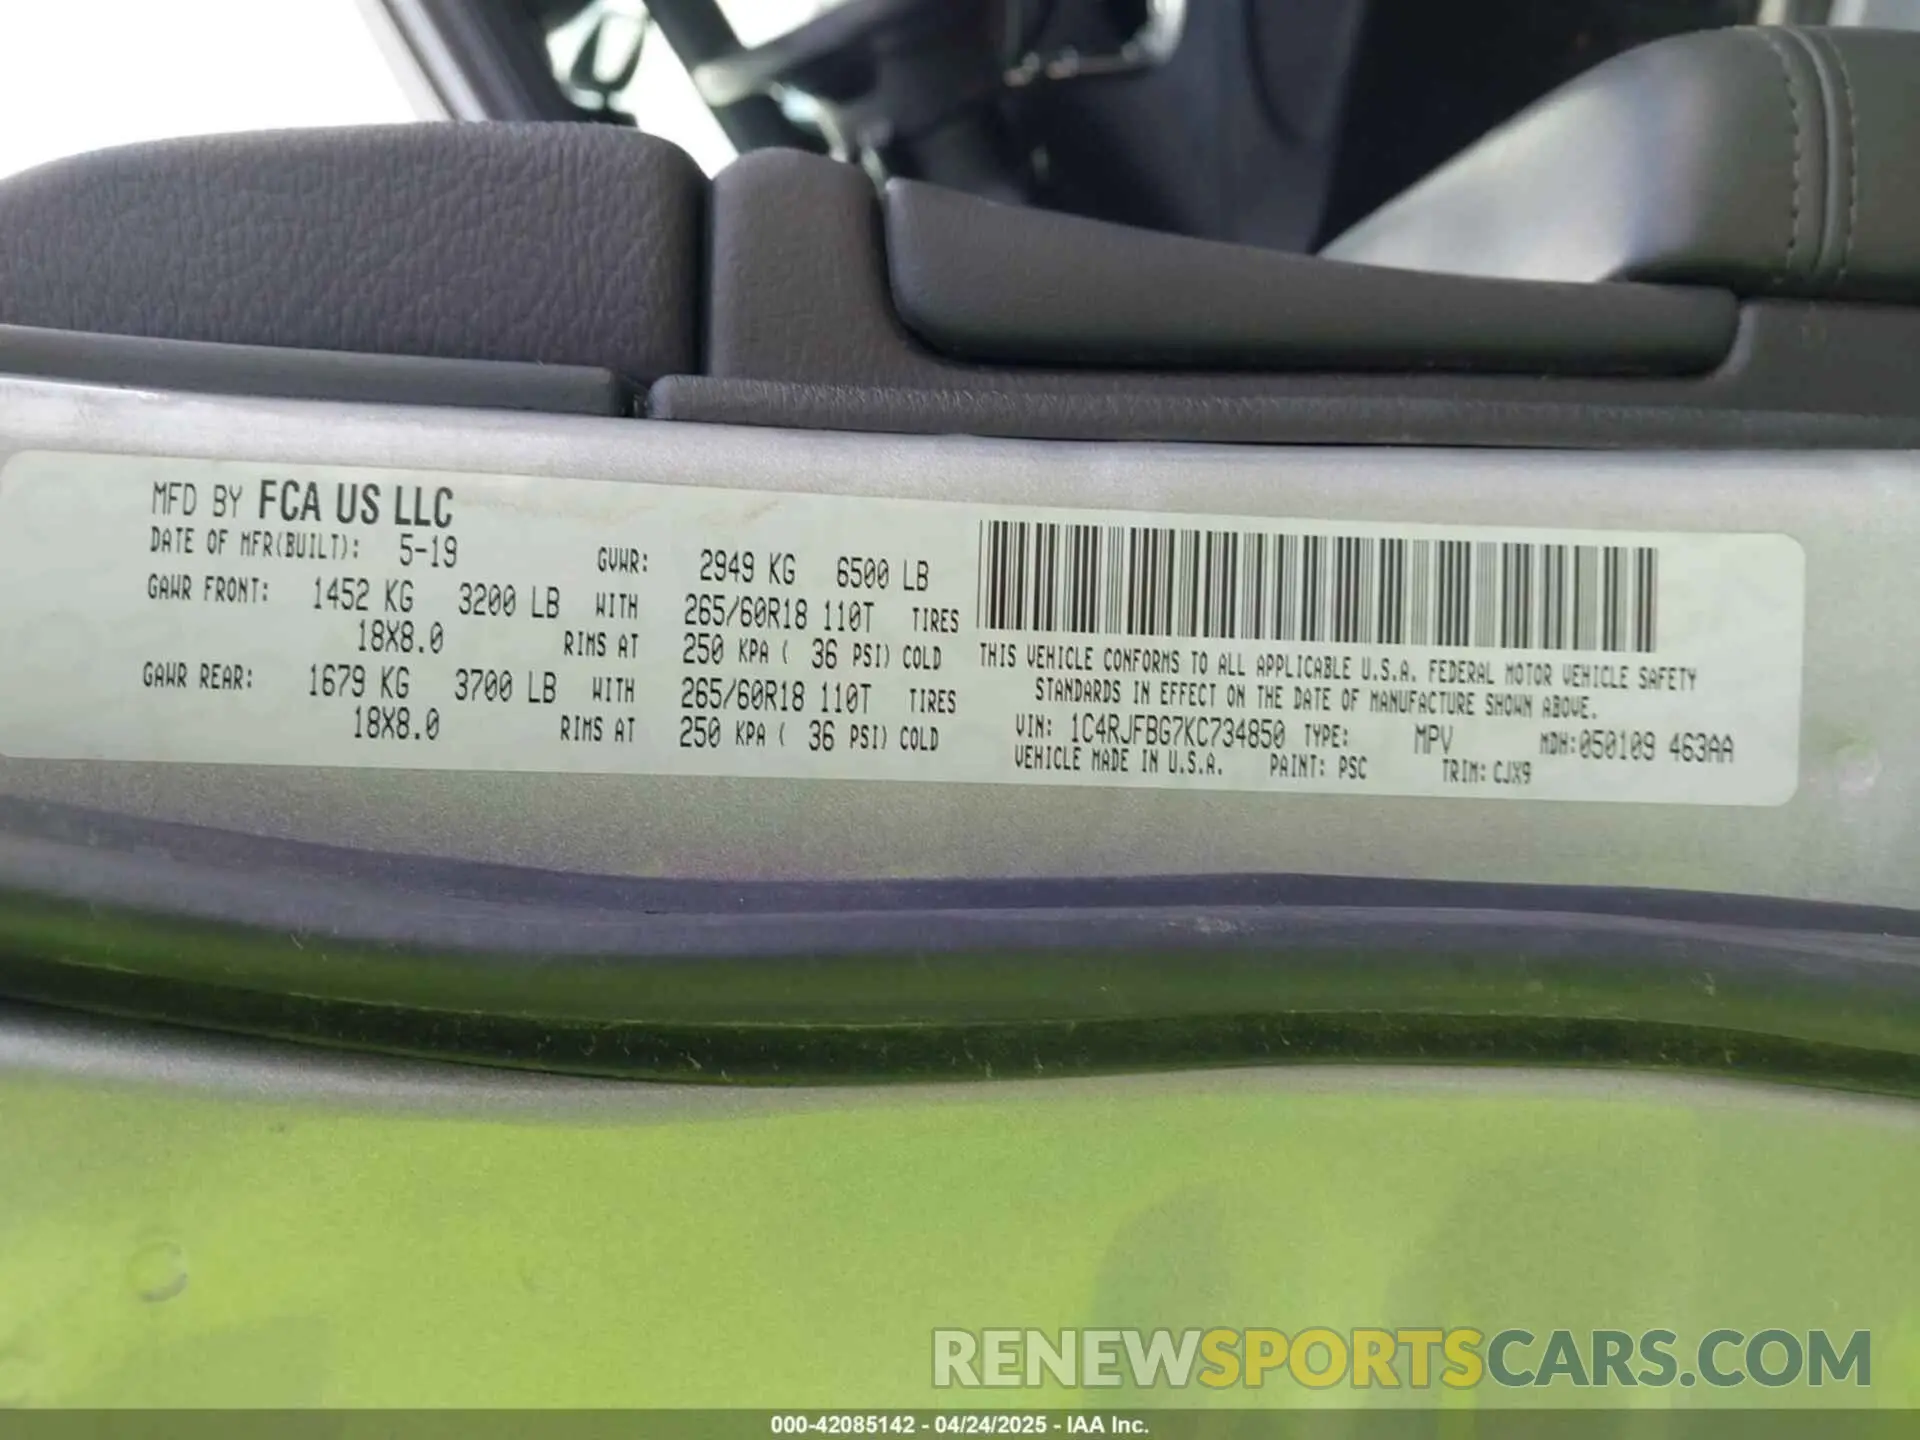 MFD BY FCA US LLC
DATE OF MFR(BUILT): 5-19 GVWR: 2949 KG 6500 LB
GAWR FRONT: 1452 KG 3200 LB WITH 265/60R18 110T TIRES
18X8.0 RIMS AT 250 KPA ( 36 PSI) COLD
GAWR REAR: 1679 KG 3700 LB WITH 265/60R18 110T TIRES
18X8.0 RIMS AT 250 KPA ( 36 PSI) COLD
THIS VEHICLE CONFORMS TO ALL APPLICABLE U.S.A. FEDERAL MOTOR VEHICLE SAFETY
STANDARDS IN EFFECT ON THE DATE OF MANUFACTURE SHOWN ABOVE.
VIN: 1C4RJFBG7KC734850 TYPE: MPV MDH:050109 463AA
VEHICLE MADE IN U.S.A. PAINT: PSC TRIM: CJX9
RENEWSPORTSCARS.COM
000-42085142 - 04/24/2025 - IAA Inc.